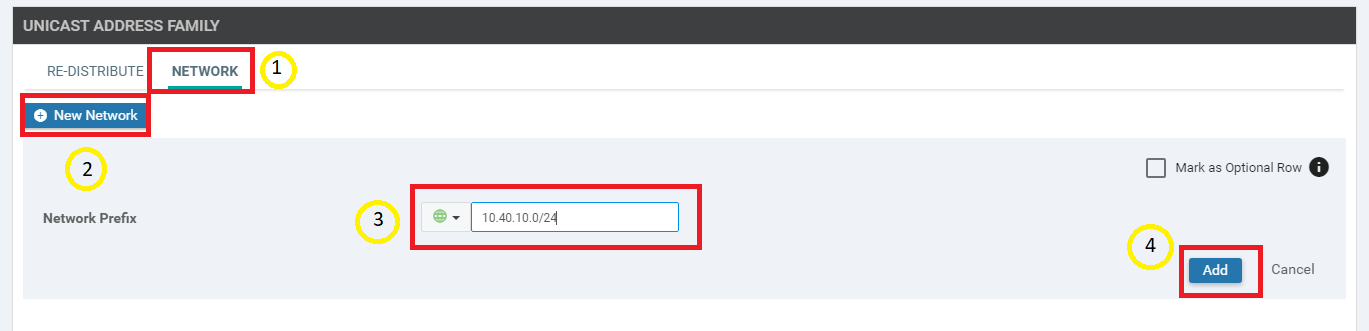 UNICAST ADDRESS FAMILY
RE-DISTRIBUTE NETWORK 1
New Network
2
Mark as Optional Row
Network Prefix 3 10.40.10.0/24
4
Add Cancel